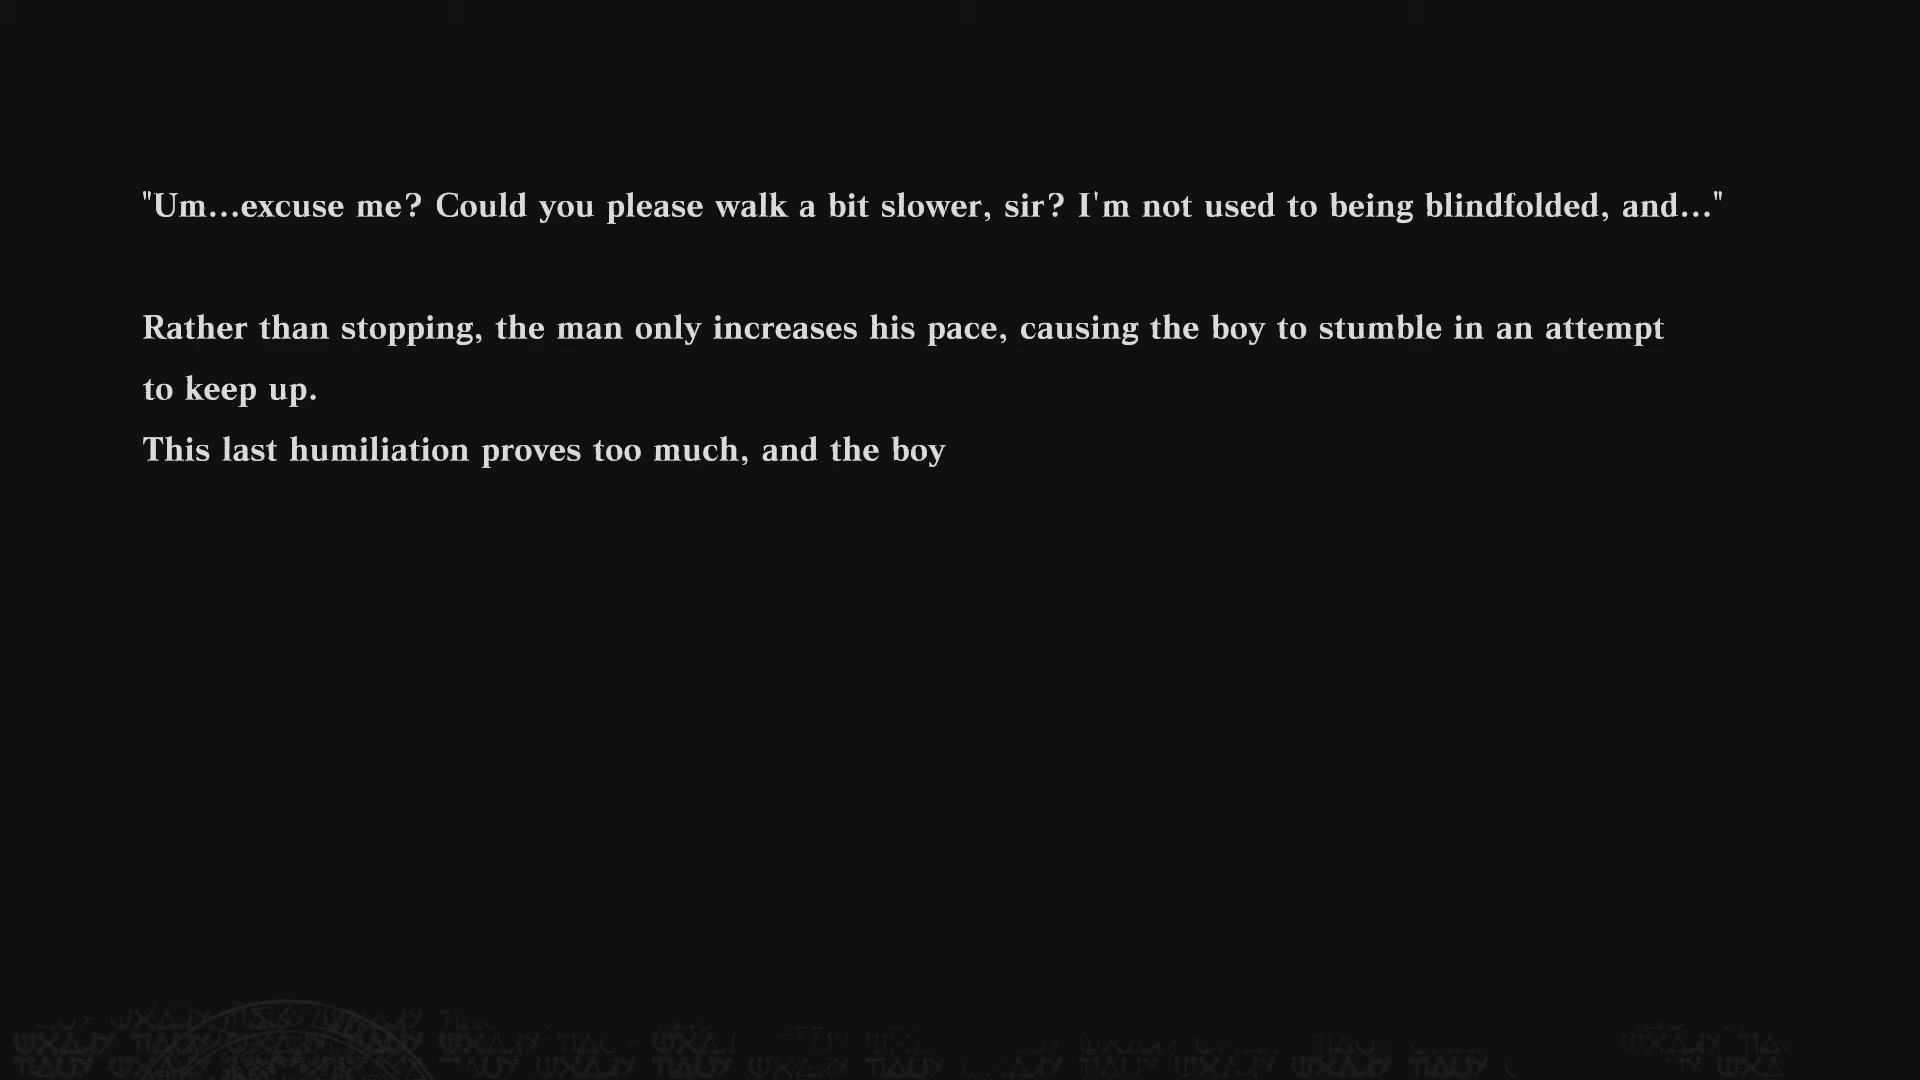 "Um...excuse me? Could you please walk a bit slower, sir? I'm not used to being blindfolded, and..."
Rather than stopping, the man only increases his pace, causing the boy to stumble in an attempt
to keep up.
This last humiliation proves too much, and the boy